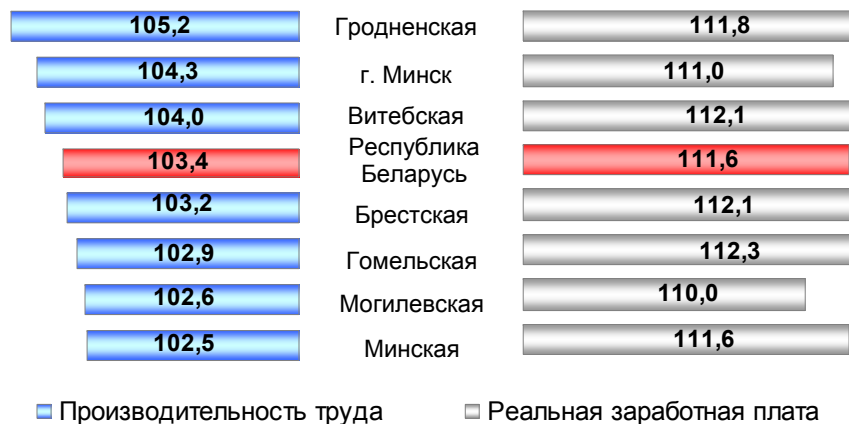 105,2 Гродненская 111,8
104,3 г. Минск 111,0
104,0 Витебская 112,1
103,4 Республика Беларусь 111,6
103,2 Брестская 112,1
102,9 Гомельская 112,3
102,6 Могилевская 110,0
102,5 Минская 111,6
Производительность труда Реальная заработная плата